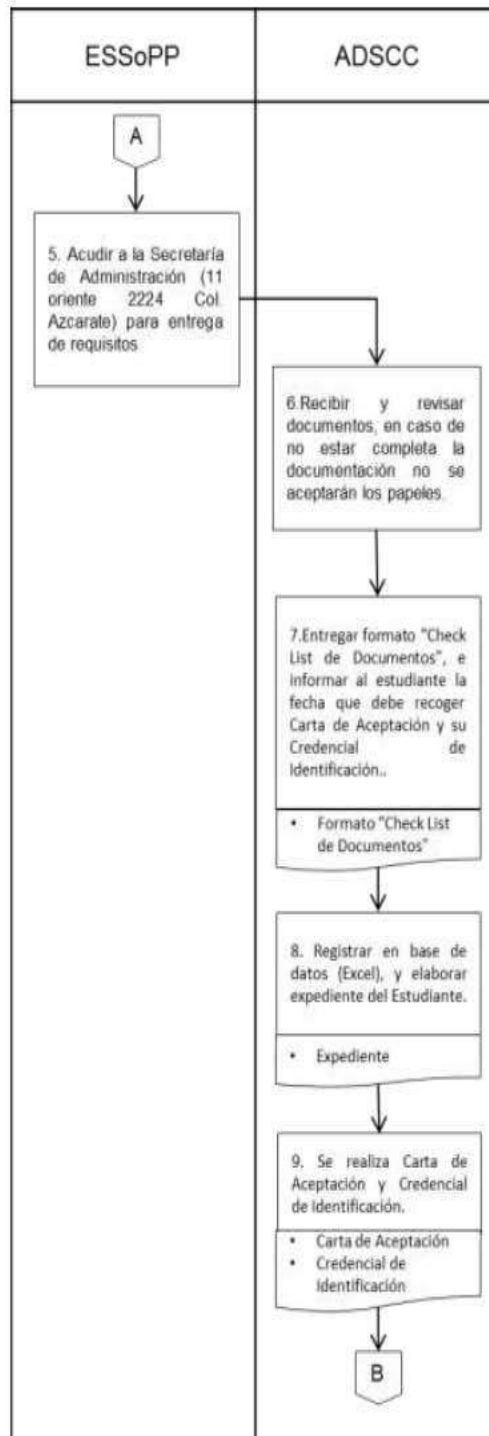 ESSoPP
ADSCC
A
5. Acudir a la Secretaría
de Administración (11
oriente 2224 Col.
Azcarate) para entrega
de requisitos
6.Recibir y revisar
documentos, en caso de
no estar completa la
documentación no se
aceptarán los papeles.
7.Entregar formato "Check
List de Documentos", e
informar al estudiante la
fecha que debe recoger
Carta de Aceptación y su
Credencial de
Identificación..
• Formato "Check List
de Documentos"
8. Registrar en base de
datos (Excel), y elaborar
expediente del Estudiante.
• Expediente
9. Se realiza Carta de
Aceptación y Credencial
de Identificación.
• Carta de Aceptación
• Credencial de
Identificación
B